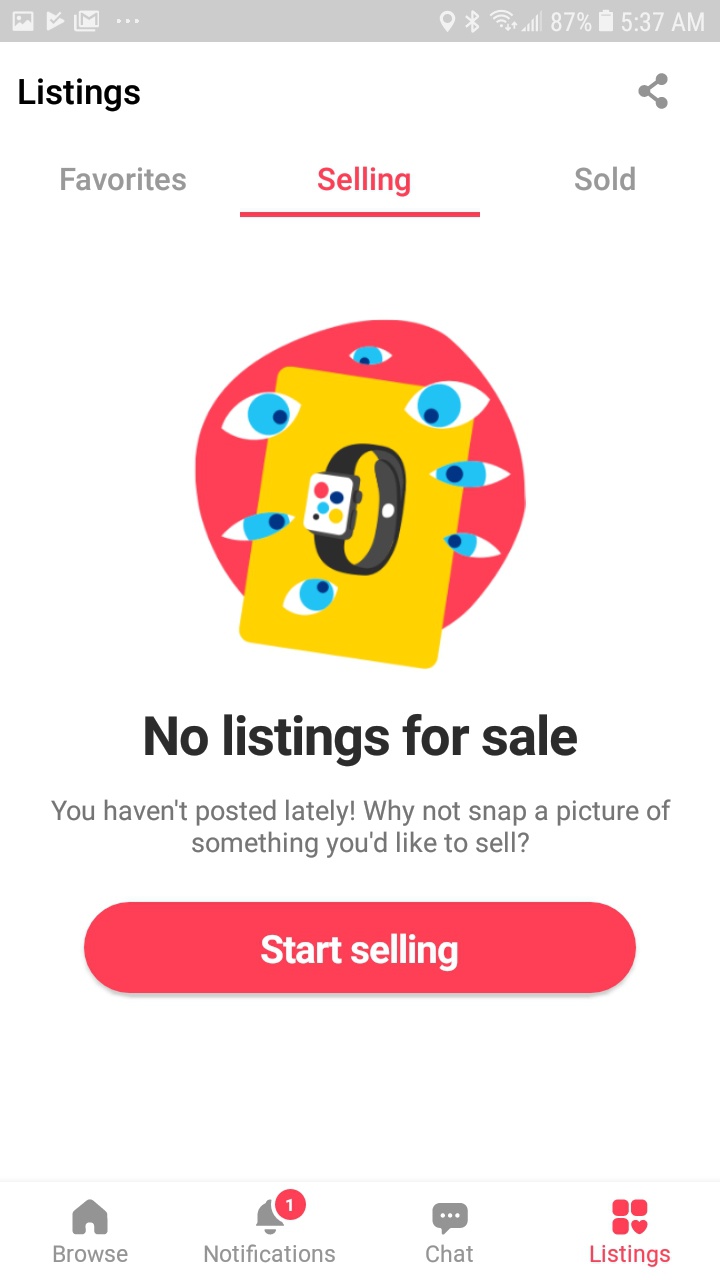 87% 5:37 AM
Listings
Favorites Selling Sold
No listings for sale
You haven't posted lately! Why not snap a picture of
something you'd like to sell?
Start selling
1
Browse Notifications Chat Listings